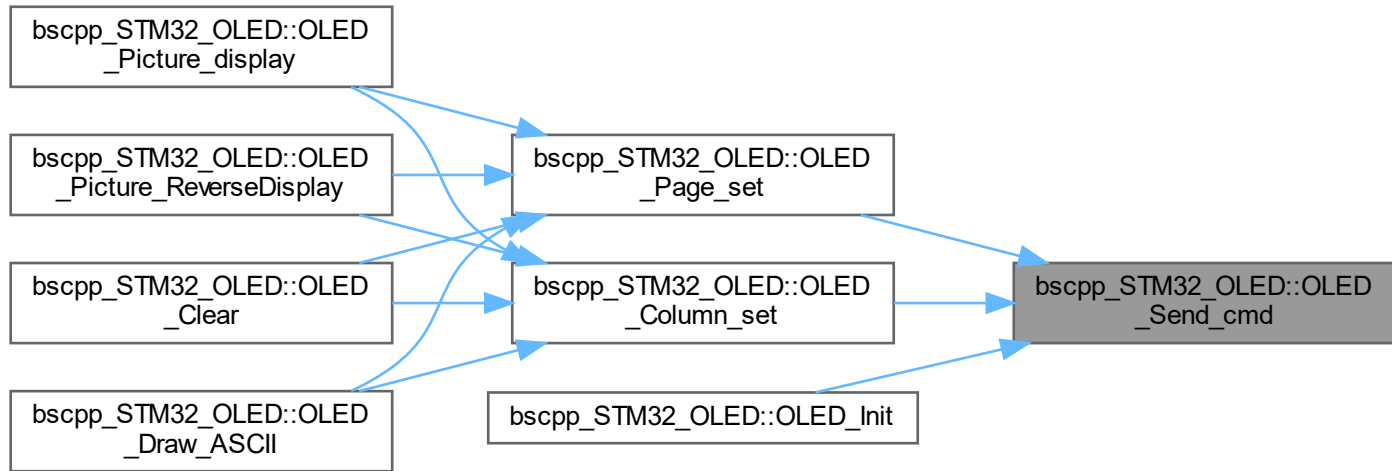 bscpp_STM32_OLED::OLED
_Picture_display
bscpp_STM32_OLED::OLED
_Picture_ReverseDisplay
bscpp_STM32_OLED::OLED
_Clear
bscpp_STM32_OLED::OLED
_Draw_ASCII
bscpp_STM32_OLED::OLED
_Page_set
bscpp_STM32_OLED::OLED
_Column_set
bscpp_STM32_OLED::OLED_Init
bscpp_STM32_OLED::OLED
_Send_cmd